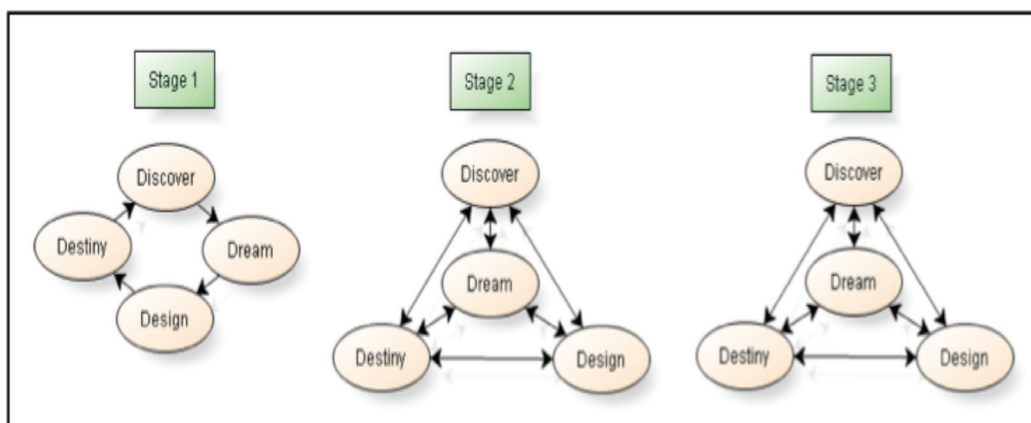 Stage 1
Discover
Destiny
Dream
Design
Stage 2
Discover
Dream
Destiny
Design
Stage 3
Discover
Dream
Destiny
Design